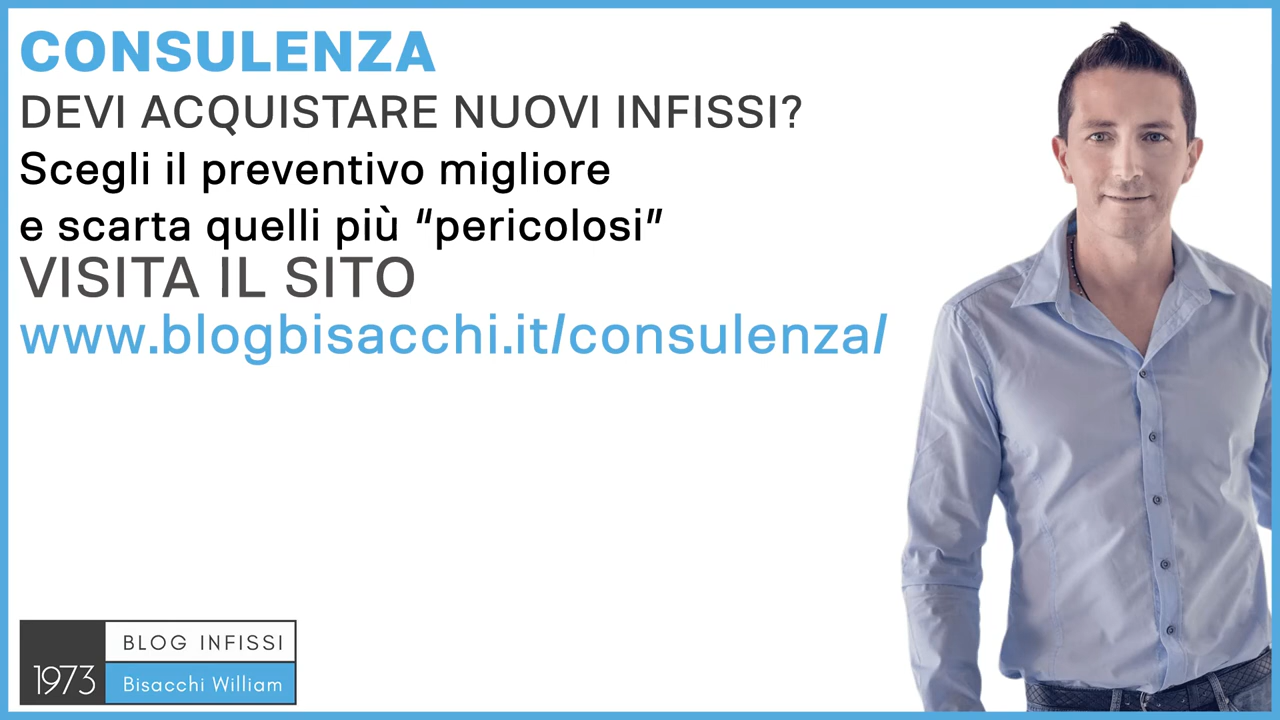 CONSULENZA
DEVI ACQUISTARE NUOVI INFISSI?
Scegli il preventivo migliore
e scarta quelli più “pericolosi”
VISITA IL SITO
www.blogbisacchi.it/consulenza/
1973
BLOG INFISSI
Bisacchi William